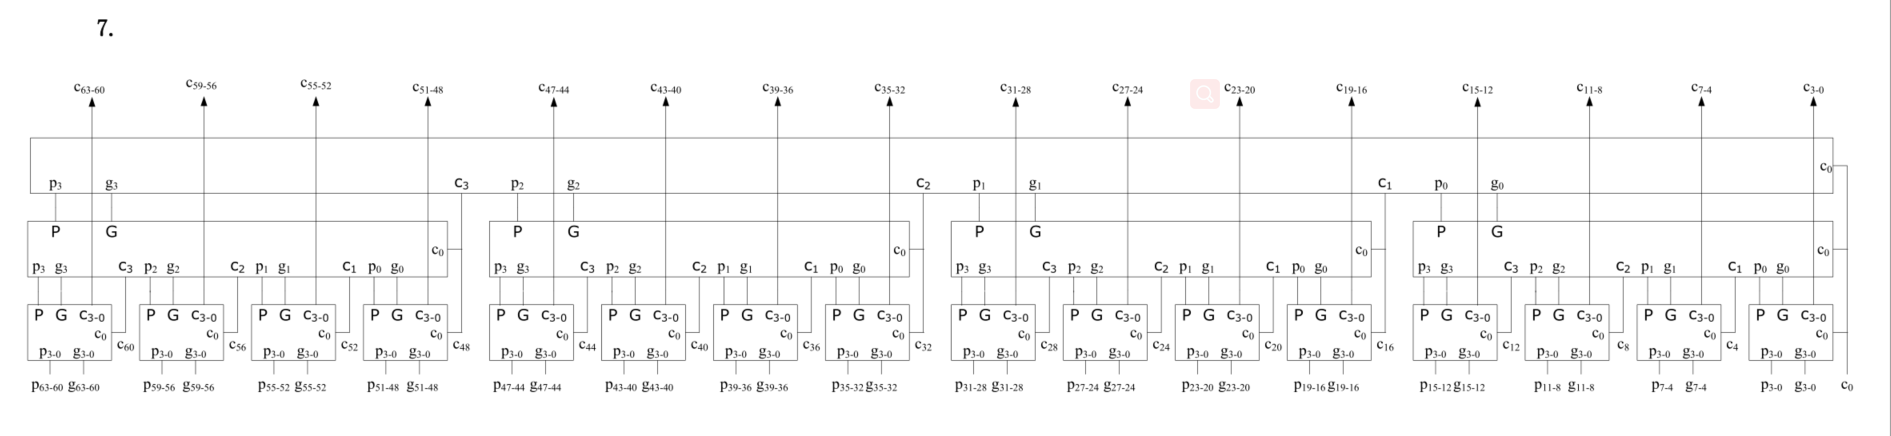 7.
c63-60 c59-56 c55-52 c51-48 c47-44 c43-40 c39-36 c35-32 c31-28 c27-24 c23-20 c19-16 c15-12 c11-8 c7-4 c3-0
c0
p3 g3 c3 p2 g2 c2 p1 g1 c1 p0 g0
P G P G P G P G
c0 c0 c0 c0
p3 g3 c3 p2 g2 c2 p1 g1 c1 p0 g0 p3 g3 c3 p2 g2 c2 p1 g1 c1 p0 g0 p3 g3 c3 p2 g2 c2 p1 g1 c1 p0 g0 p3 g3 c3 p2 g2 c2 p1 g1 c1 p0 g0
P G c3-0 P G c3-0 P G c3-0 P G c3-0 P G c3-0 P G c3-0 P G c3-0 P G c3-0 P G c3-0 P G c3-0 P G c3-0 P G c3-0 P G c3-0 P G c3-0 P G c3-0 P G c3-0
c0 c0 c0 c0 c0 c0 c0 c0 c0 c0 c0 c0 c0 c0 c0 c0
c60 c56 c52 c48 c44 c40 c36 c32 c28 c24 c20 c16 c12 c8 c4
p3-0 g3-0 p3-0 g3-0 p3-0 g3-0 p3-0 g3-0 p3-0 g3-0 p3-0 g3-0 p3-0 g3-0 p3-0 g3-0 p3-0 g3-0 p3-0 g3-0 p3-0 g3-0 p3-0 g3-0 p3-0 g3-0 p3-0 g3-0 p3-0 g3-0 p3-0 g3-0
p63-60 g63-60 p59-56 g59-56 p55-52 g55-52 p51-48 g51-48 p47-44 g47-44 p43-40 g43-40 p39-36 g39-36 p35-32 g35-32 p31-28 g31-28 p27-24 g27-24 p23-20 g23-20 p19-16 g19-16 p15-12 g15-12 p11-8 g11-8 p7-4 g7-4 p3-0 g3-0 c0